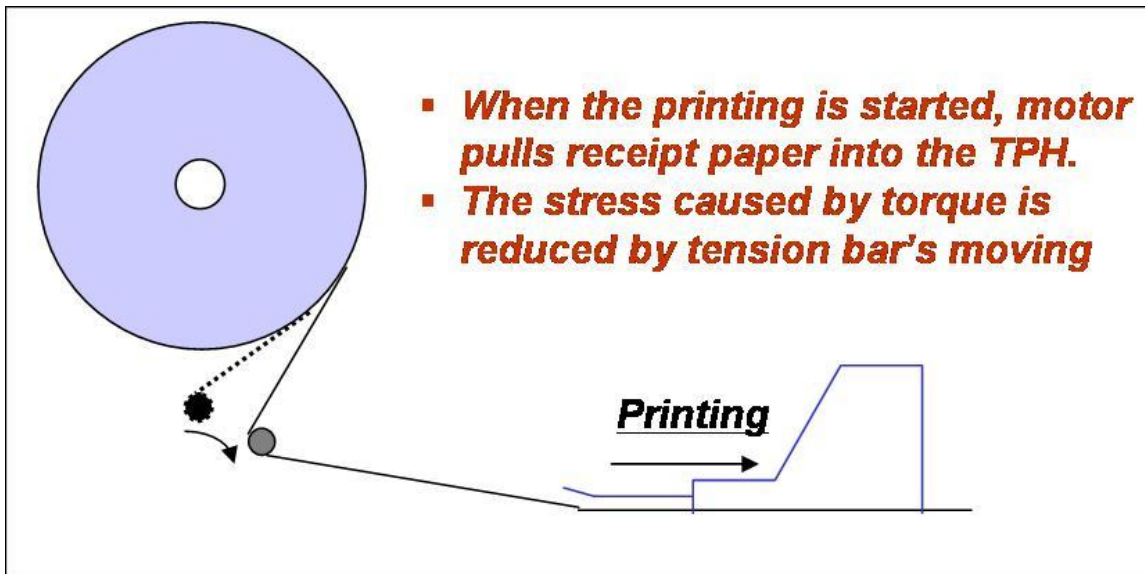 ▪ When the printing is started, motor
pulls receipt paper into the TPH.
▪ The stress caused by torque is
reduced by tension bar's moving
Printing